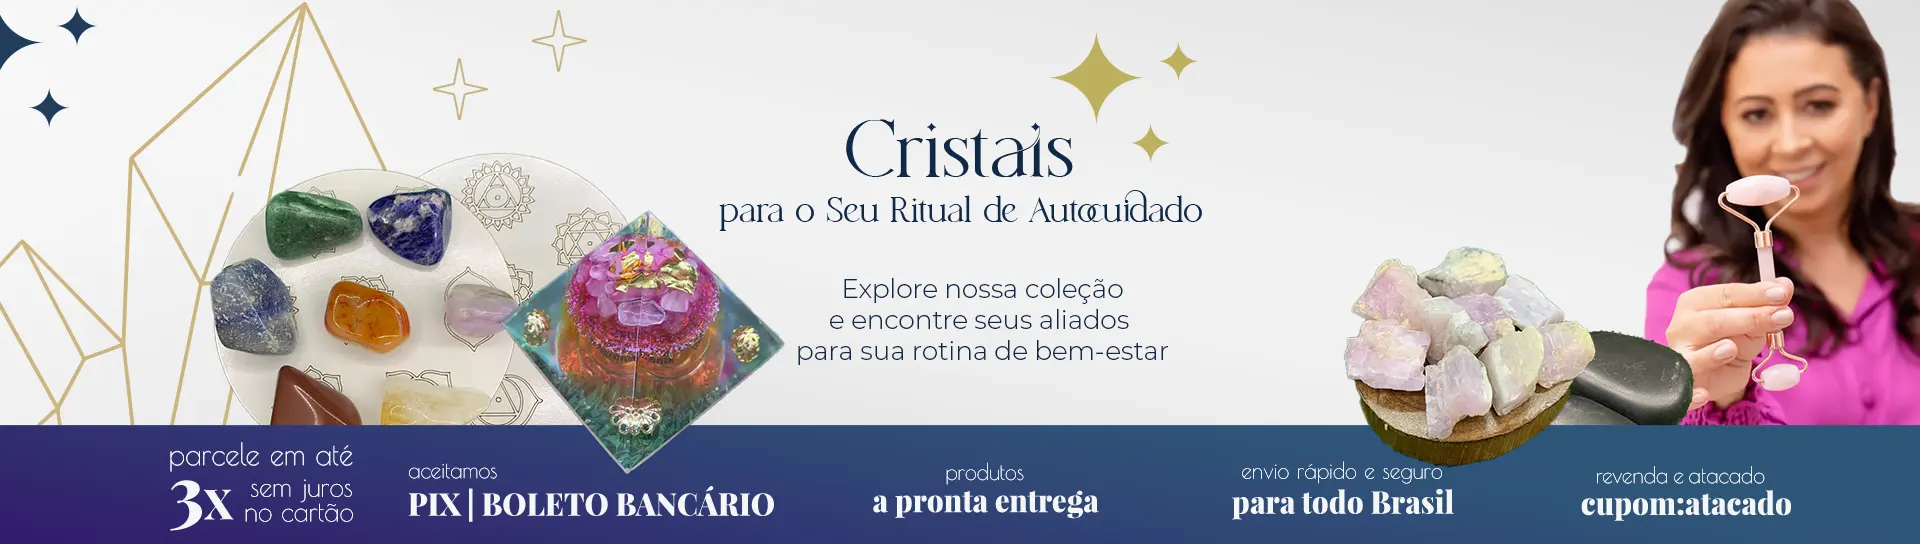 Cristais
para o Seu Ritual de Autocuidado
Explore nossa coleção
e encontre seus aliados
para sua rotina de bem-estar
parcele em até
3x sem juros
no cartão
aceitamos
PIX | BOLETO BANCÁRIO
produtos
a pronta entrega
envio rápido e seguro
para todo Brasil
revenda e atacado
cupom:atacado